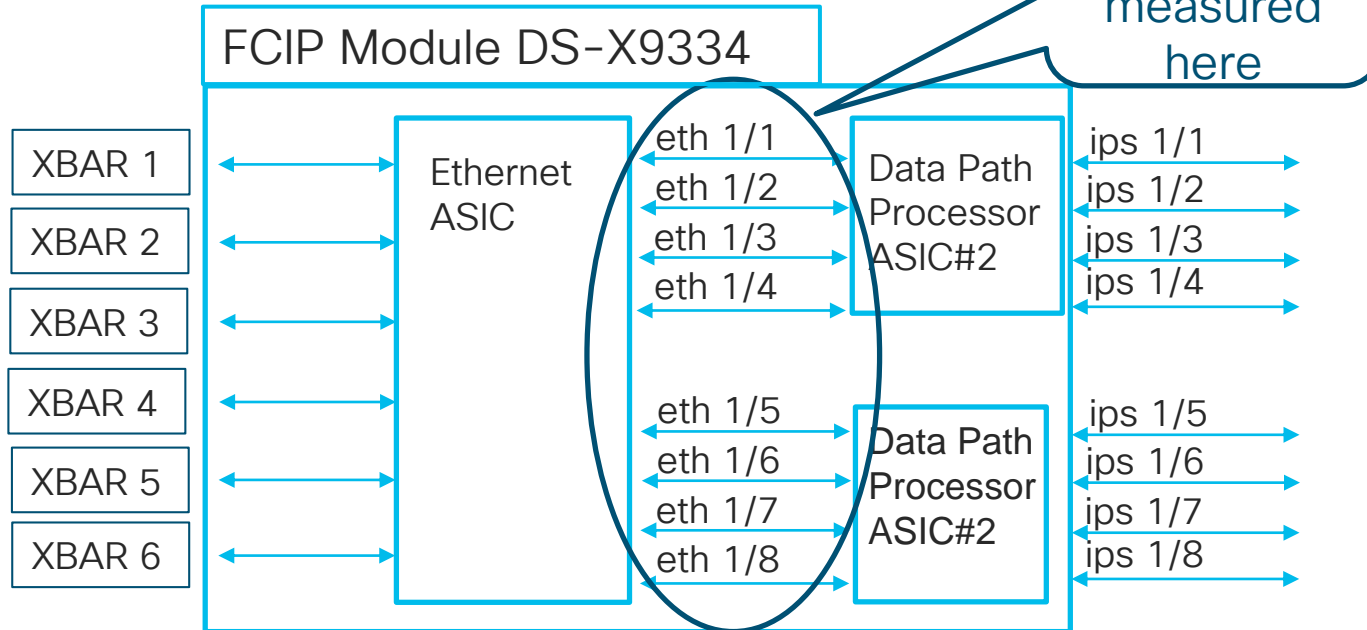 measured
here
FCIP Module DS-X9334
XBAR 1
XBAR 2
XBAR 3
XBAR 4
XBAR 5
XBAR 6
Ethernet
ASIC
eth 1/1
eth 1/2
eth 1/3
eth 1/4
eth 1/5
eth 1/6
eth 1/7
eth 1/8
Data Path
Processor
ASIC#2
Data Path
Processor
ASIC#2
ips 1/1
ips 1/2
ips 1/3
ips 1/4
ips 1/5
ips 1/6
ips 1/7
ips 1/8